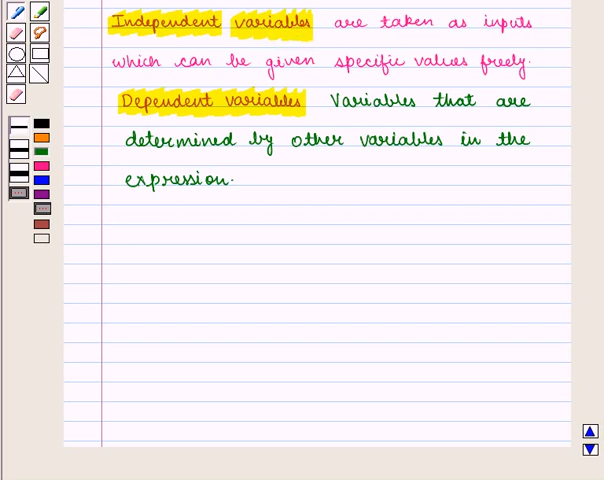 Independent variables are taken as inputs
which can be given specific values freely.
Dependent variables Variables that are
determined by other variables in the
expression.